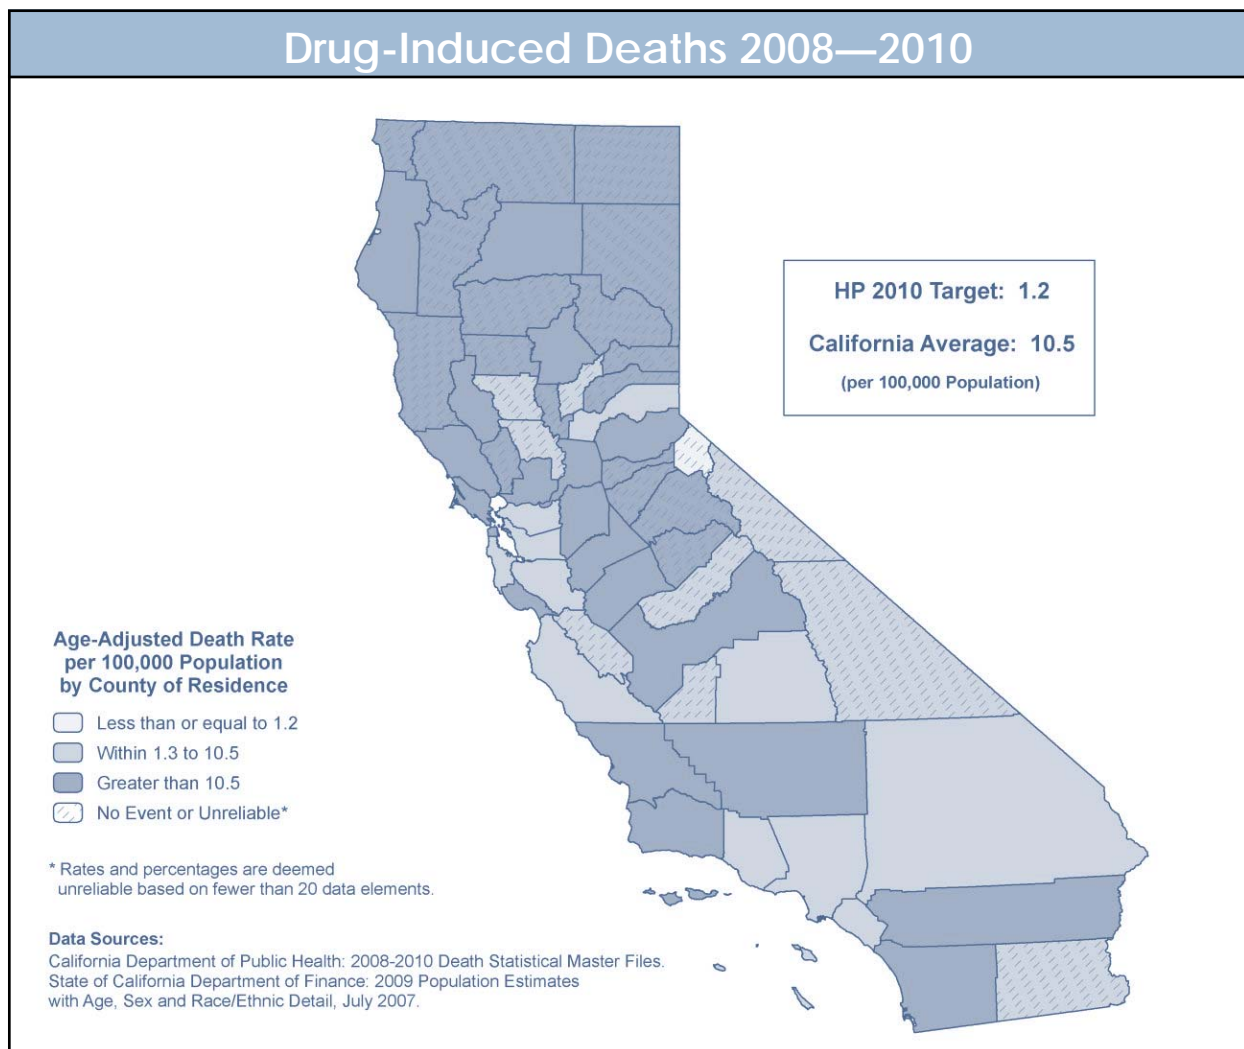 Drug-Induced Deaths 2008—2010
HP 2010 Target: 1.2
California Average: 10.5
(per 100,000 Population)
Age-Adjusted Death Rate
per 100,000 Population
by County of Residence
Less than or equal to 1.2
Within 1.3 to 10.5
Greater than 10.5
No Event or Unreliable*
* Rates and percentages are deemed
unreliable based on fewer than 20 data elements.
Data Sources:
California Department of Public Health: 2008-2010 Death Statistical Master Files.
State of California Department of Finance: 2009 Population Estimates
with Age, Sex and Race/Ethnic Detail, July 2007.